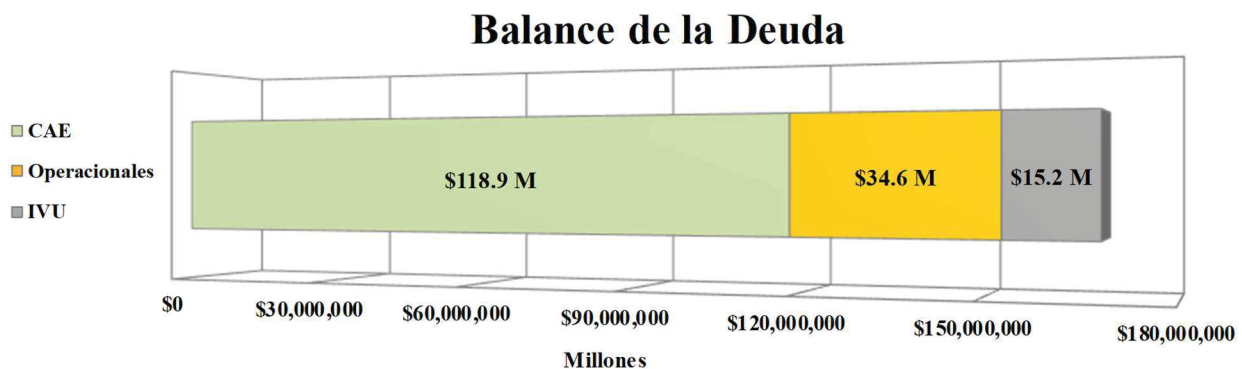 Balance de la Deuda
CAE
Operacionales
IVU
$118.9 M
$34.6 M
$15.2 M
$0
$30,000,000
$60,000,000
$90,000,000
$120,000,000
$150,000,000
$180,000,000
Millones